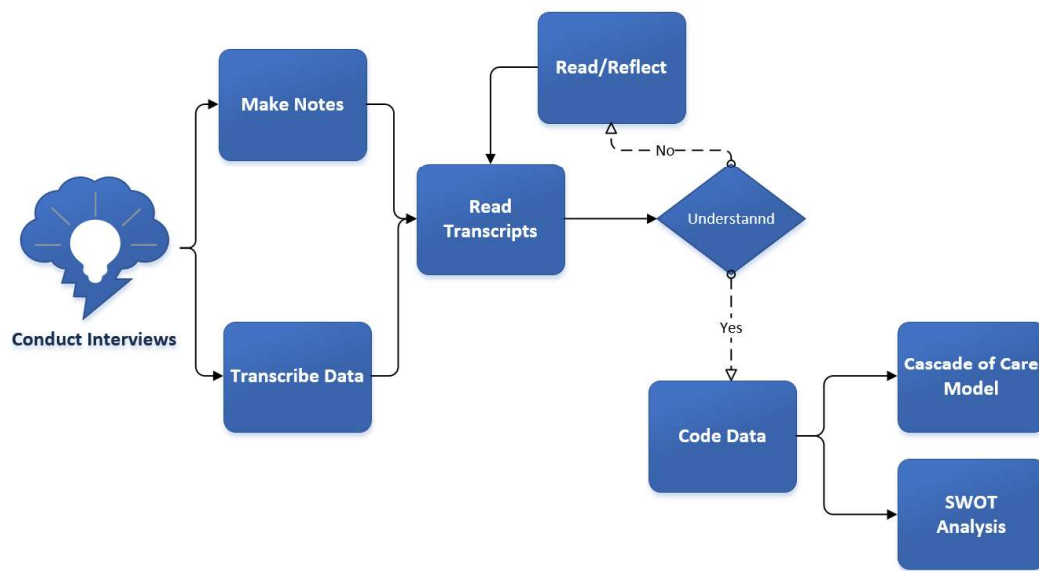 Make Notes
Read/Reflect
No
Read
Transcripts
Understannd
Conduct Interviews
Transcribe Data
Yes
Code Data
Cascade of Care
Model
SWOT
Analysis